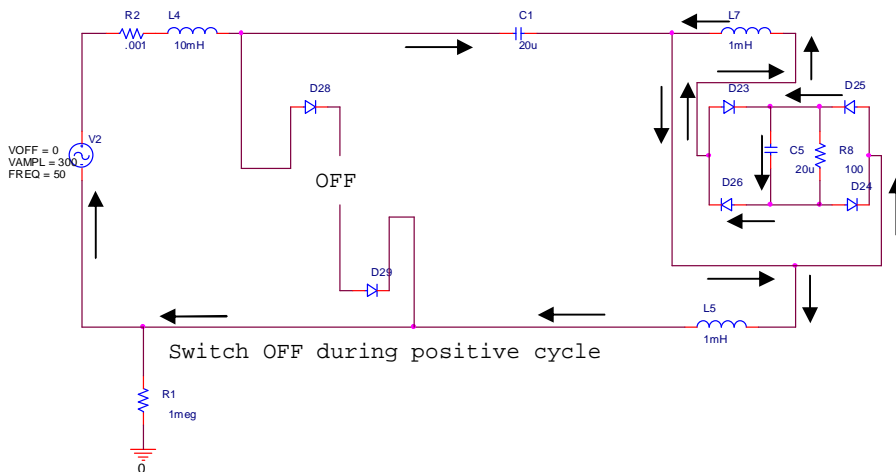 R2
.001
L4
10mH
C1
20u
L7
1mH
D28
D23
D25
V2
VOFF = 0
VAMPL = 300
FREQ = 50
OFF
C5
20u
R8
100
D26
D24
D29
L5
1mH
Switch OFF during positive cycle
R1
1meg
0